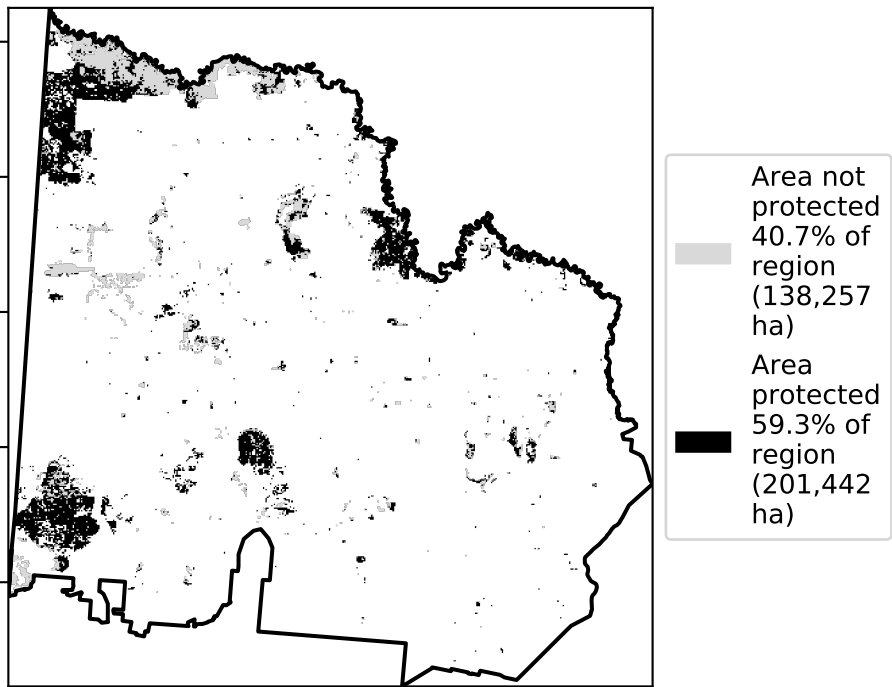 Area not
protected
40.7% of
region
(138,257
ha)
Area
protected
59.3% of
region
(201,442
ha)